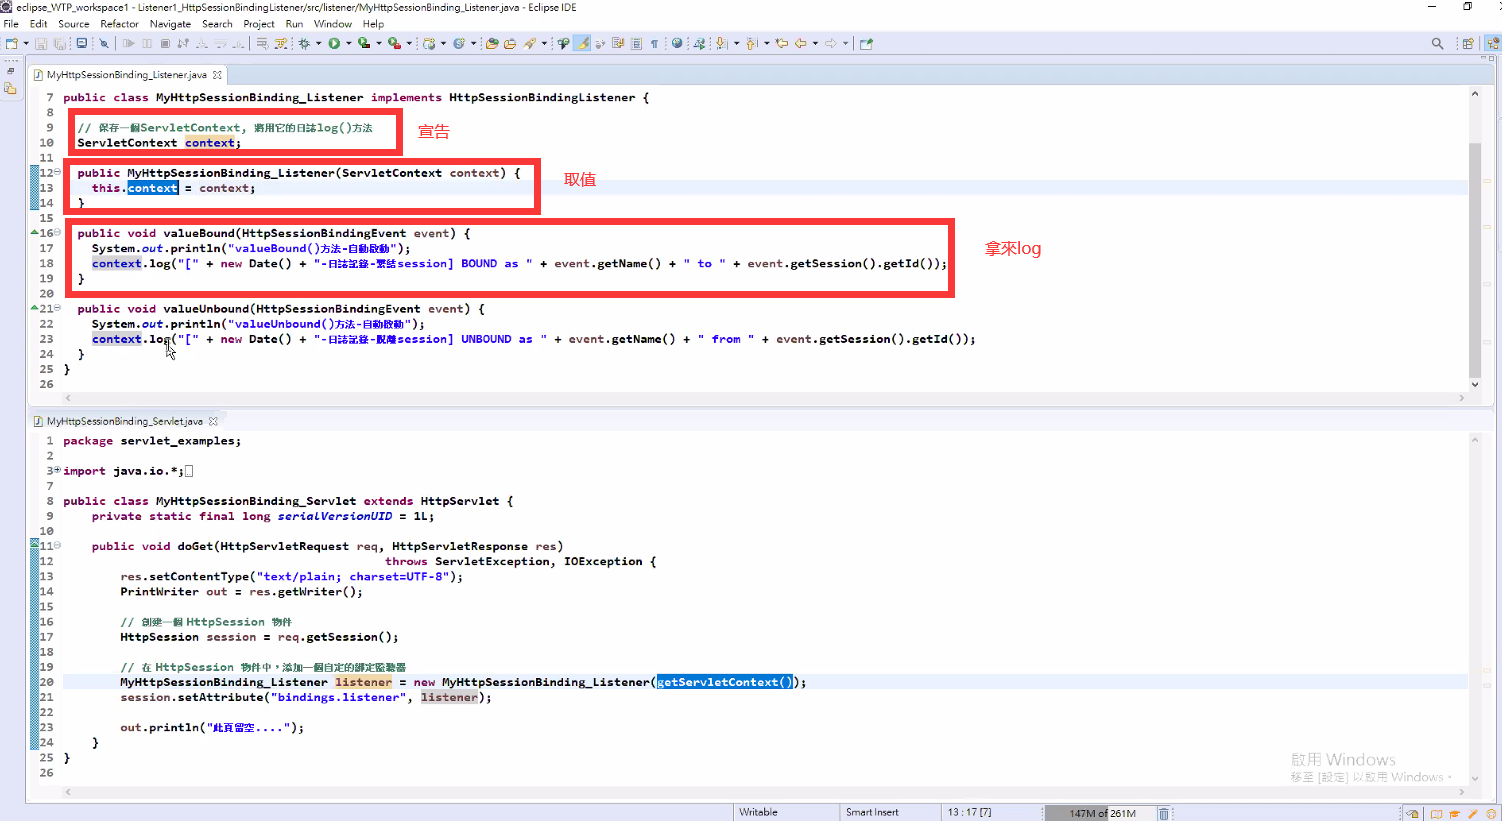 eclipse_WTP_workspace1 - Listener1_HttpSessionBindingListener/src/listener/MyHttpSessionBinding_Listener.java - Eclipse IDE
File Edit Source Refactor Navigate Search Project Run Window Help
MyHttpSessionBinding_Listener.java
7 public class MyHttpSessionBinding_Listener implements HttpSessionBindingListener {
8
9 // 保存一個ServletContext, 將用它的日誌log()方法 宣告
10 ServletContext context;
11
12 public MyHttpSessionBinding_Listener(ServletContext context) { 取值
13 this.context = context;
14 }
15
16 public void valueBound(HttpSessionBindingEvent event) {
17 System.out.println("valueBound()方法-自動啟動"); 拿來log
18 context.log("[" + new Date() + "-日誌記錄-繫結session] BOUND as " + event.getName() + " to " + event.getSession().getId());
19 }
20
21 public void valueUnbound(HttpSessionBindingEvent event) {
22 System.out.println("valueUnbound()方法-自動啟動");
23 context.log("[" + new Date() + "-日誌記錄-脫離session] UNBOUND as " + event.getName() + " from " + event.getSession().getId());
24 }
25 }
26
MyHttpSessionBinding_Servlet.java
1 package servlet_examples;
2
3 import java.io.*;
7
8 public class MyHttpSessionBinding_Servlet extends HttpServlet {
9 private static final long serialVersionUID = 1L;
10
11 public void doGet(HttpServletRequest req, HttpServletResponse res)
12 throws ServletException, IOException {
13 res.setContentType("text/plain; charset=UTF-8");
14 PrintWriter out = res.getWriter();
15
16 // 創建一個 HttpSession 物件
17 HttpSession session = req.getSession();
18
19 // 在 HttpSession 物件中，添加一個自定的綁定監聽器
20 MyHttpSessionBinding_Listener listener = new MyHttpSessionBinding_Listener(getServletContext());
21 session.setAttribute("bindings.listener", listener);
22
23 out.println("此頁留空....");
24 }
25 }
26
啟用 Windows
移至 [設定] 以啟用 Windows。
Writable Smart Insert 13 : 17 [7] 147M of 261M